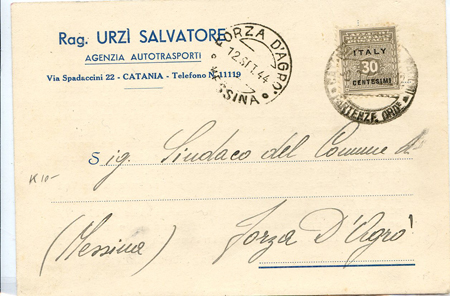 Rag. URZÌ SALVATORE
AGENZIA AUTOTRASPORTI
Via Spadaccini 22 - CATANIA - Telefono N. 11119
FORZA D'AGRO'
12.SET.44
MESSINA
ITALY
30
CENTESIMI
Sig. Sindaco del Comune di
K10-
(Messina) Forza D'Agrò